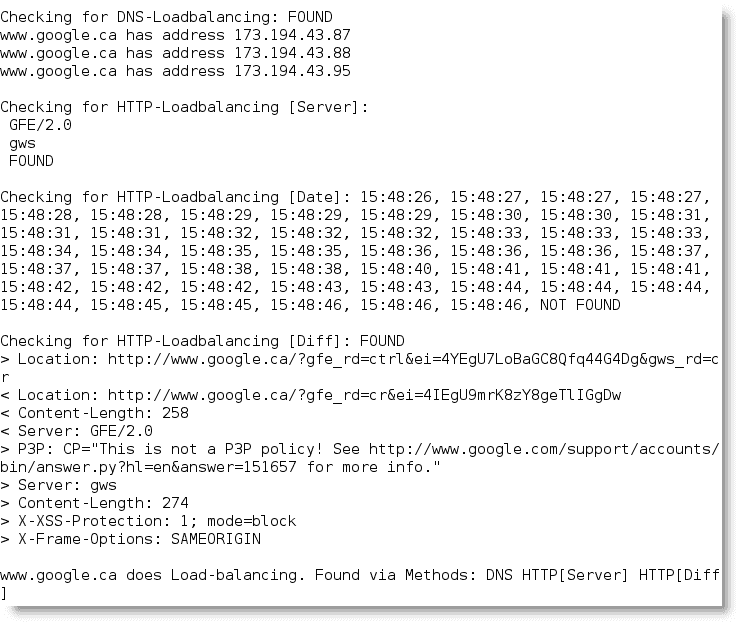 Checking for DNS-Loadbalancing: FOUND
www.google.ca has address 173.194.43.87
www.google.ca has address 173.194.43.88
www.google.ca has address 173.194.43.95
Checking for HTTP-Loadbalancing [Server]:
GFE/2.0
gws
FOUND
Checking for HTTP-Loadbalancing [Date]: 15:48:26, 15:48:27, 15:48:27, 15:48:27,
15:48:28, 15:48:28, 15:48:29, 15:48:29, 15:48:29, 15:48:30, 15:48:30, 15:48:31,
15:48:31, 15:48:31, 15:48:32, 15:48:32, 15:48:32, 15:48:33, 15:48:33, 15:48:33,
15:48:34, 15:48:34, 15:48:35, 15:48:35, 15:48:36, 15:48:36, 15:48:36, 15:48:37,
15:48:37, 15:48:37, 15:48:38, 15:48:38, 15:48:40, 15:48:41, 15:48:41, 15:48:41,
15:48:42, 15:48:42, 15:48:42, 15:48:43, 15:48:43, 15:48:44, 15:48:44, 15:48:44,
15:48:44, 15:48:45, 15:48:45, 15:48:46, 15:48:46, 15:48:46, NOT FOUND
Checking for HTTP-Loadbalancing [Diff]: FOUND
> Location: http://www.google.ca/?gfe_rd=ctrl&ei=4YEgU7LoBaGC8Qfq44G4Dg&gws_rd=c
r
< Location: http://www.google.ca/?gfe_rd=cr&ei=4IEgU9mrK8zY8geTlIGgDw
< Content-Length: 258
< Server: GFE/2.0
> P3P: CP="This is not a P3P policy! See http://www.google.com/support/accounts/
bin/answer.py?hl=en&answer=151657 for more info."
> Server: gws
> Content-Length: 274
> X-XSS-Protection: 1; mode=block
> X-Frame-Options: SAMEORIGIN
www.google.ca does Load-balancing. Found via Methods: DNS HTTP[Server] HTTP[Diff
]